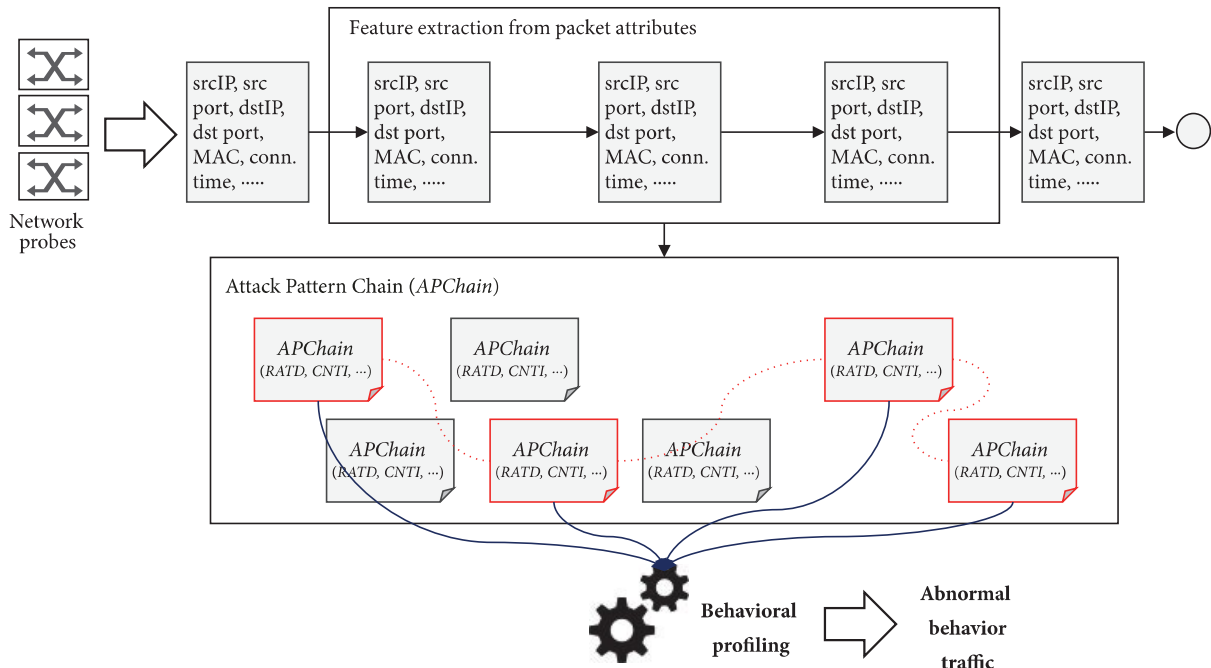 Feature extraction from packet attributes
Network
probes
srcIP, src
port, dstIP,
dst port,
MAC, conn.
time, ·····
srcIP, src
port, dstIP,
dst port,
MAC, conn.
time, ·····
srcIP, src
port, dstIP,
dst port,
MAC, conn.
time, ·····
srcIP, src
port, dstIP,
dst port,
MAC, conn.
time, ·····
srcIP, src
port, dstIP,
dst port,
MAC, conn.
time, ·····
Attack Pattern Chain (APChain)
APChain
(RATD, CNTI, ···)
APChain
(RATD, CNTI, ···)
APChain
(RATD, CNTI, ···)
APChain
(RATD, CNTI, ···)
APChain
(RATD, CNTI, ···)
APChain
(RATD, CNTI, ···)
APChain
(RATD, CNTI, ···)
Behavioral
profiling
Abnormal
behavior
traffic